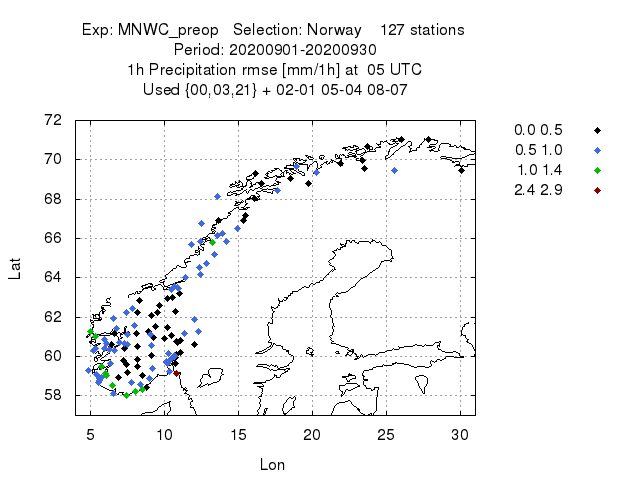 Exp: MNWC_preop   Selection: Norway    127 stations
Period: 20200901-20200930
1h Precipitation rmse [mm/1h] at  05 UTC
Used {00,03,21} + 02-01 05-04 08-07
72
70
68
66
64
62
60
58
Lat
5 10 15 20 25 30
Lon
0.0 0.5
0.5 1.0
1.0 1.4
2.4 2.9